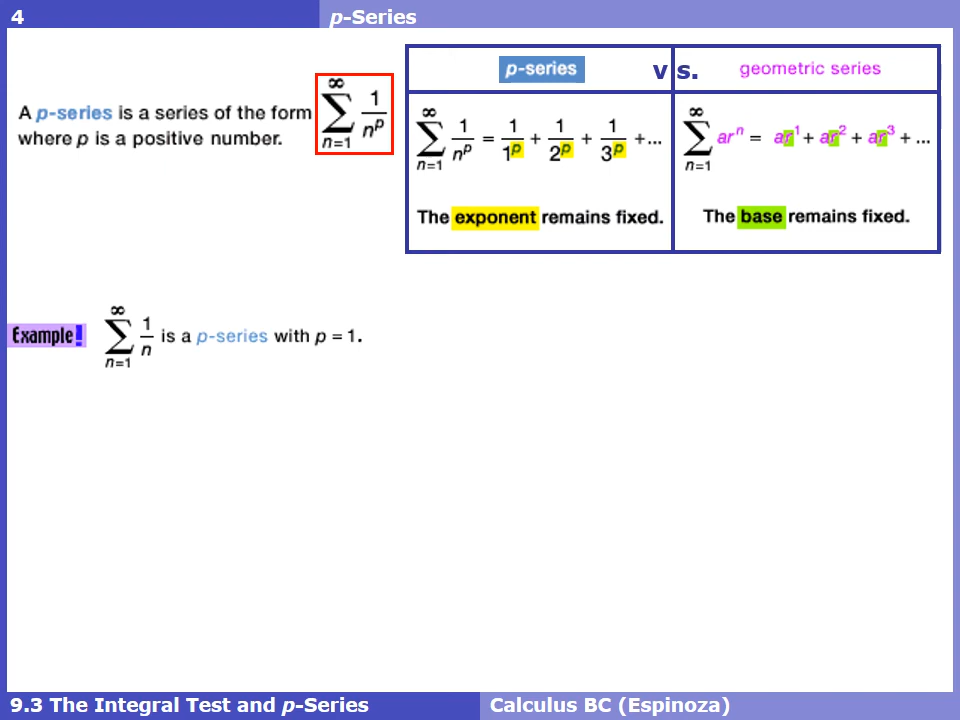 4
p-Series
A p-series is a series of the form ∞ ∑ n=1 1/n^p
where p is a positive number.
p-series vs. geometric series
∞ ∑ n=1 1/n^p = 1/1^p + 1/2^p + 1/3^p +...
The exponent remains fixed.
∞ ∑ n=1 ar^n = ar^1 + ar^2 + ar^3 + ...
The base remains fixed.
Example! ∞ ∑ n=1 1/n is a p-series with p = 1.
9.3 The Integral Test and p-Series
Calculus BC (Espinoza)